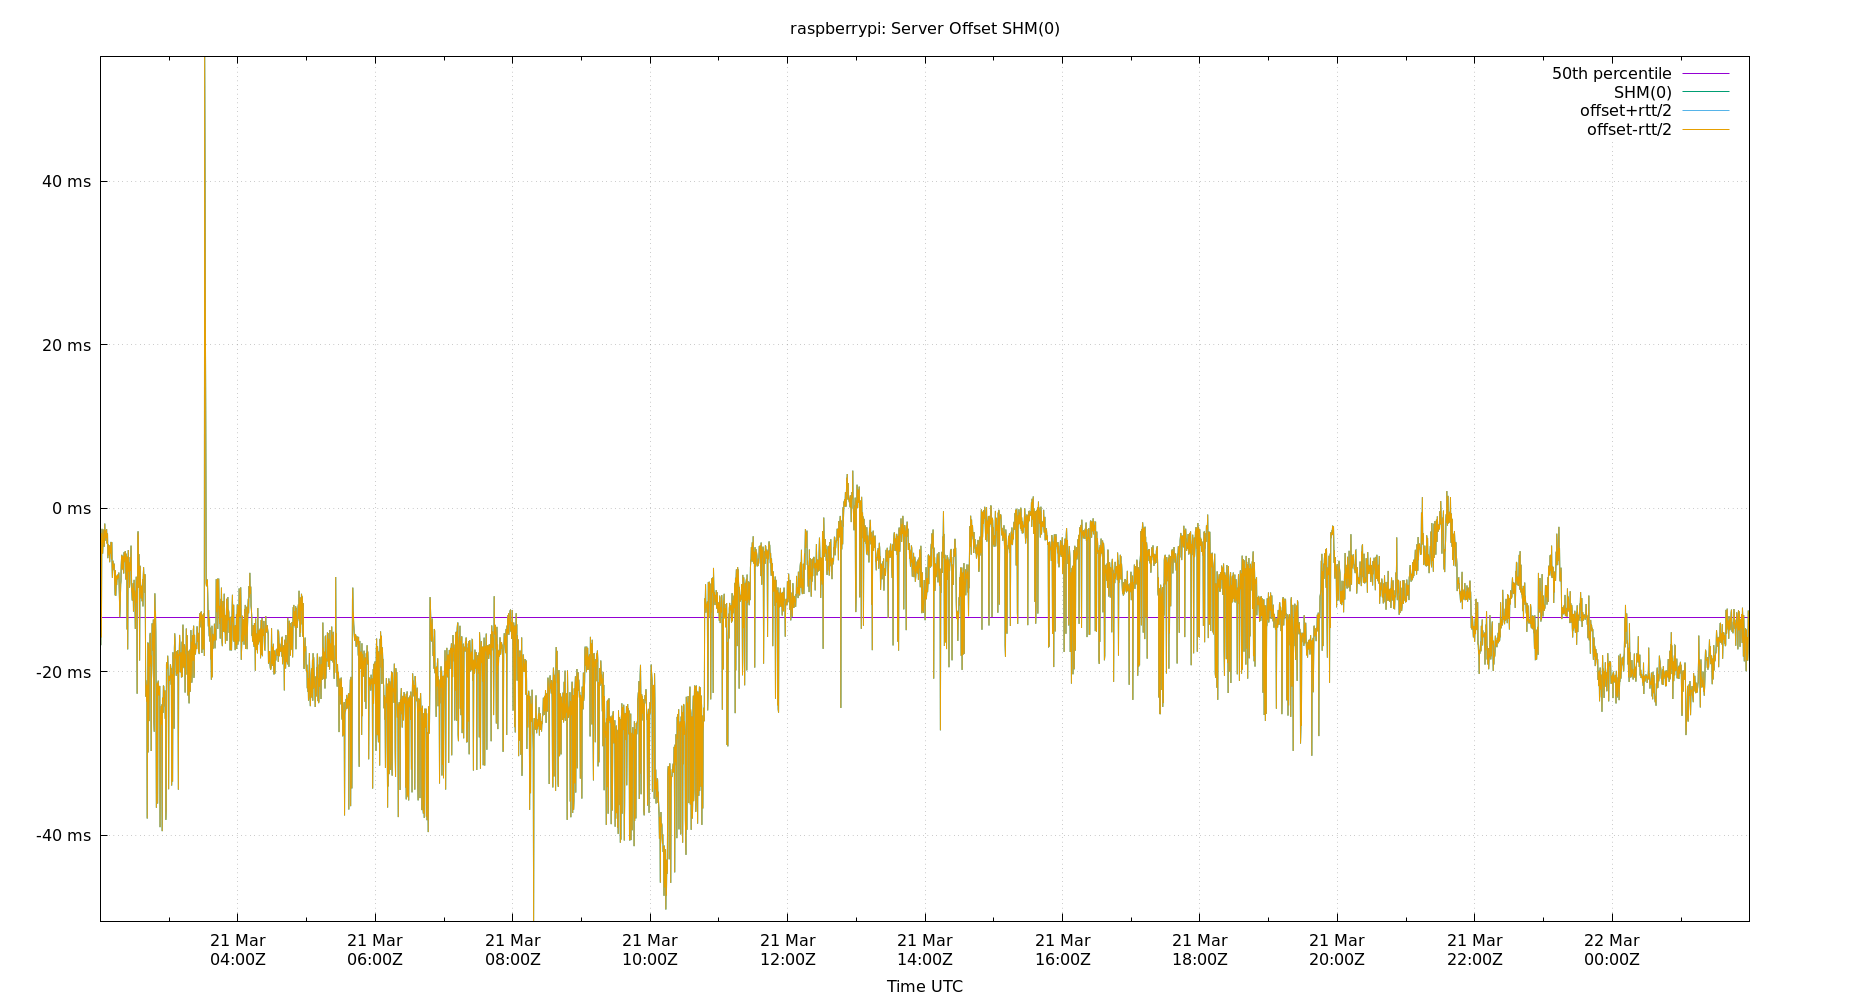 raspberrypi: Server Offset SHM(0)
50th percentile
SHM(0)
offset+rtt/2
offset-rtt/2
40 ms
20 ms
0 ms
-20 ms
-40 ms
21 Mar 21 Mar 21 Mar 21 Mar 21 Mar 21 Mar 21 Mar 21 Mar 21 Mar 21 Mar 22 Mar
04:00Z 06:00Z 08:00Z 10:00Z 12:00Z 14:00Z 16:00Z 18:00Z 20:00Z 22:00Z 00:00Z
Time UTC